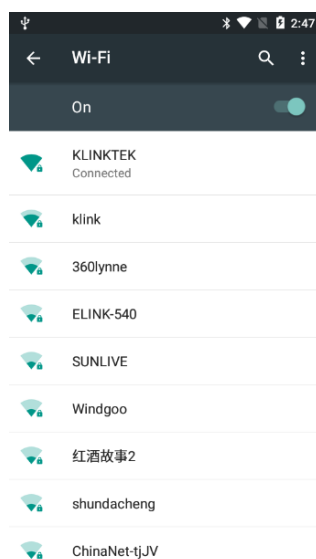 2:47
Wi-Fi
On
KLINKTEK
Connected
klink
360lynne
ELINK-540
SUNLIVE
Windgoo
红酒故事2
shundacheng
ChinaNet-tjJV